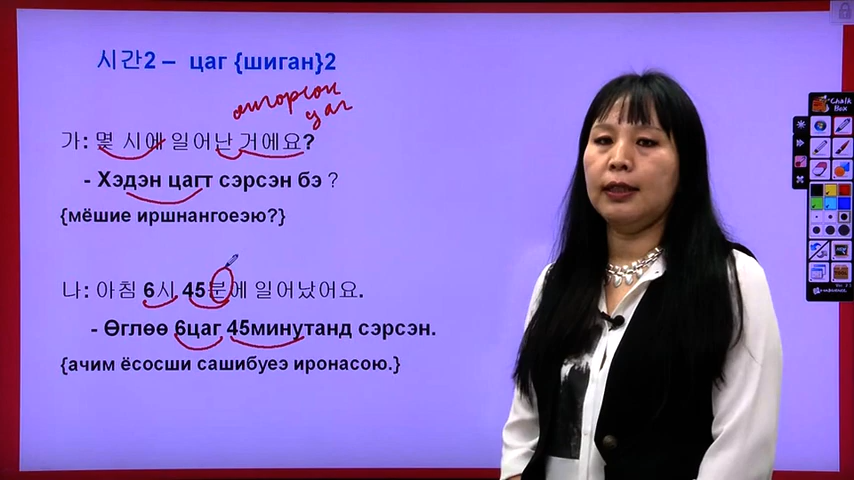 시간2 – цаг {шиган}2
өнгөрсөн
цаг
가: 몇 시에 일어난 거에요?
- Хэдэн цагт сэрсэн бэ ?
{мёшие иршнангоеэю?}
나: 아침 6시 45분에 일어났어요.
- Өглөө 6цаг 45минутанд сэрсэн.
{ачим ёсосши сашибуеэ иронасою.}
Chalk
Box